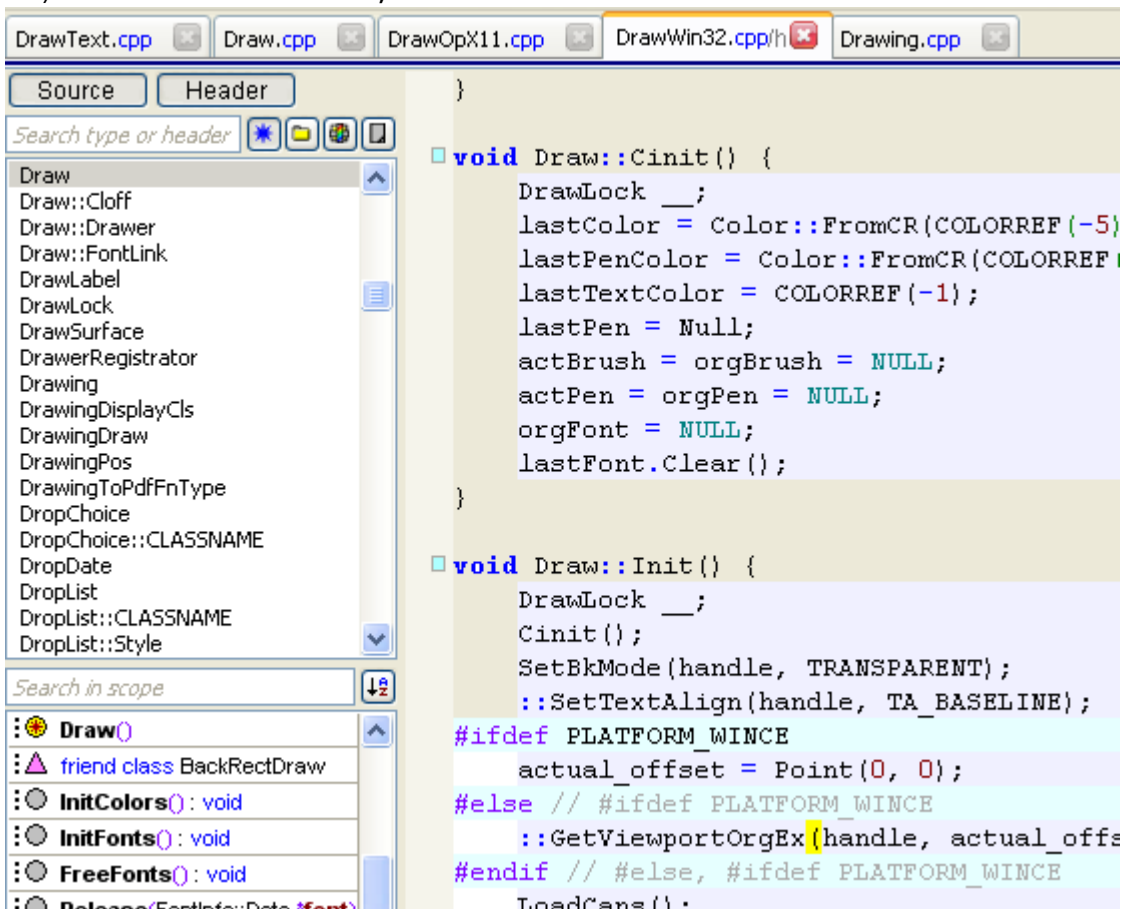 DrawText.cpp Draw.cpp DrawOpX11.cpp DrawWin32.cpp/h Drawing.cpp
Source Header
Search type or header
Draw
Draw::Cloff
Draw::Drawer
Draw::FontLink
DrawLabel
DrawLock
DrawSurface
DrawerRegistrator
Drawing
DrawingDisplayCls
DrawingDraw
DrawingPos
DrawingToPdfFnType
DropChoice
DropChoice::CLASSNAME
DropDate
DropList
DropList::CLASSNAME
DropList::Style
Search in scope
Draw()
friend class BackRectDraw
InitColors() : void
InitFonts() : void
FreeFonts() : void
Release(FontInfo::Data *font)
}
void Draw::Cinit() {
DrawLock __;
lastColor = Color::FromCR(COLORREF(-5)
lastPenColor = Color::FromCR(COLORREF
lastTextColor = COLORREF(-1);
lastPen = Null;
actBrush = orgBrush = NULL;
actPen = orgPen = NULL;
orgFont = NULL;
lastFont.Clear();
}
void Draw::Init() {
DrawLock __;
Cinit();
SetBkMode(handle, TRANSPARENT);
::SetTextAlign(handle, TA_BASELINE);
#ifdef PLATFORM_WINCE
actual_offset = Point(0, 0);
#else // #ifdef PLATFORM_WINCE
::GetViewportOrgEx(handle, actual_offs
#endif // #else, #ifdef PLATFORM_WINCE
LoadCaps();